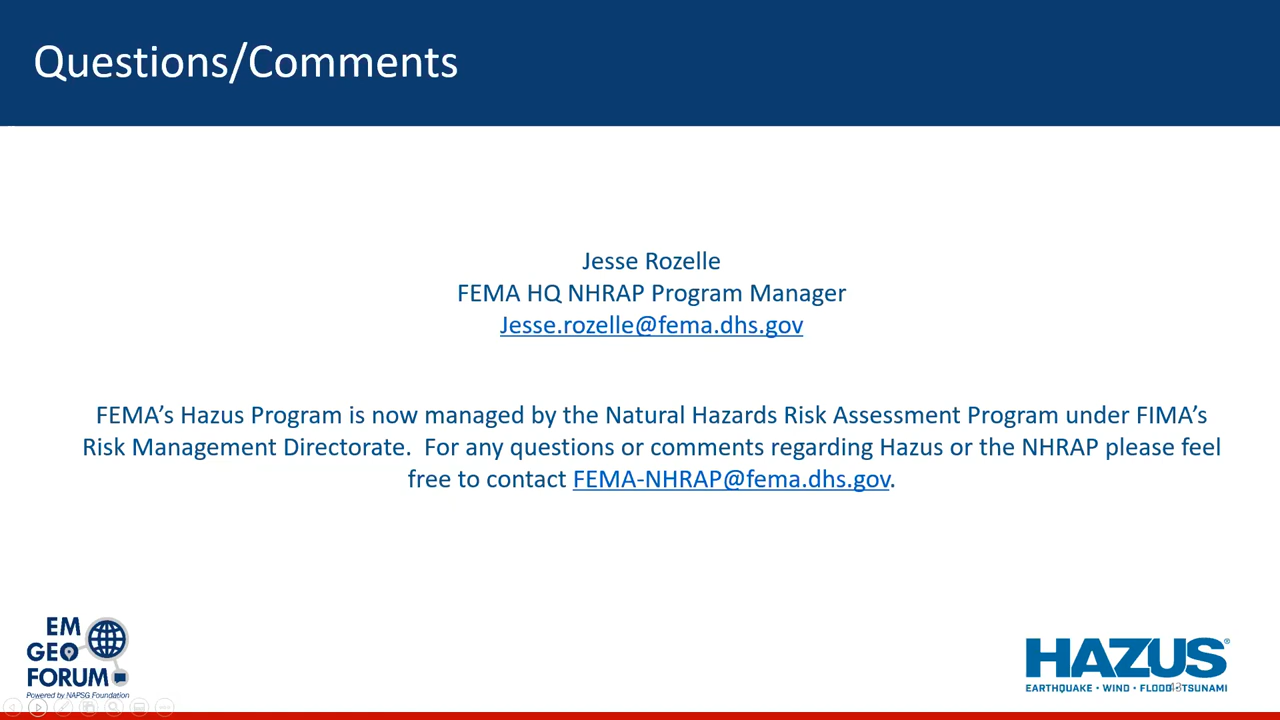 Questions/Comments
Jesse Rozelle
FEMA HQ NHRAP Program Manager
Jesse.rozelle@fema.dhs.gov
FEMA’s Hazus Program is now managed by the Natural Hazards Risk Assessment Program under FIMA’s
Risk Management Directorate.  For any questions or comments regarding Hazus or the NHRAP please feel
free to contact FEMA-NHRAP@fema.dhs.gov.
EM
GEO
FORUM
Powered by NAPSG Foundation
HAZUS®
EARTHQUAKE • WIND • FLOOD • TSUNAMI